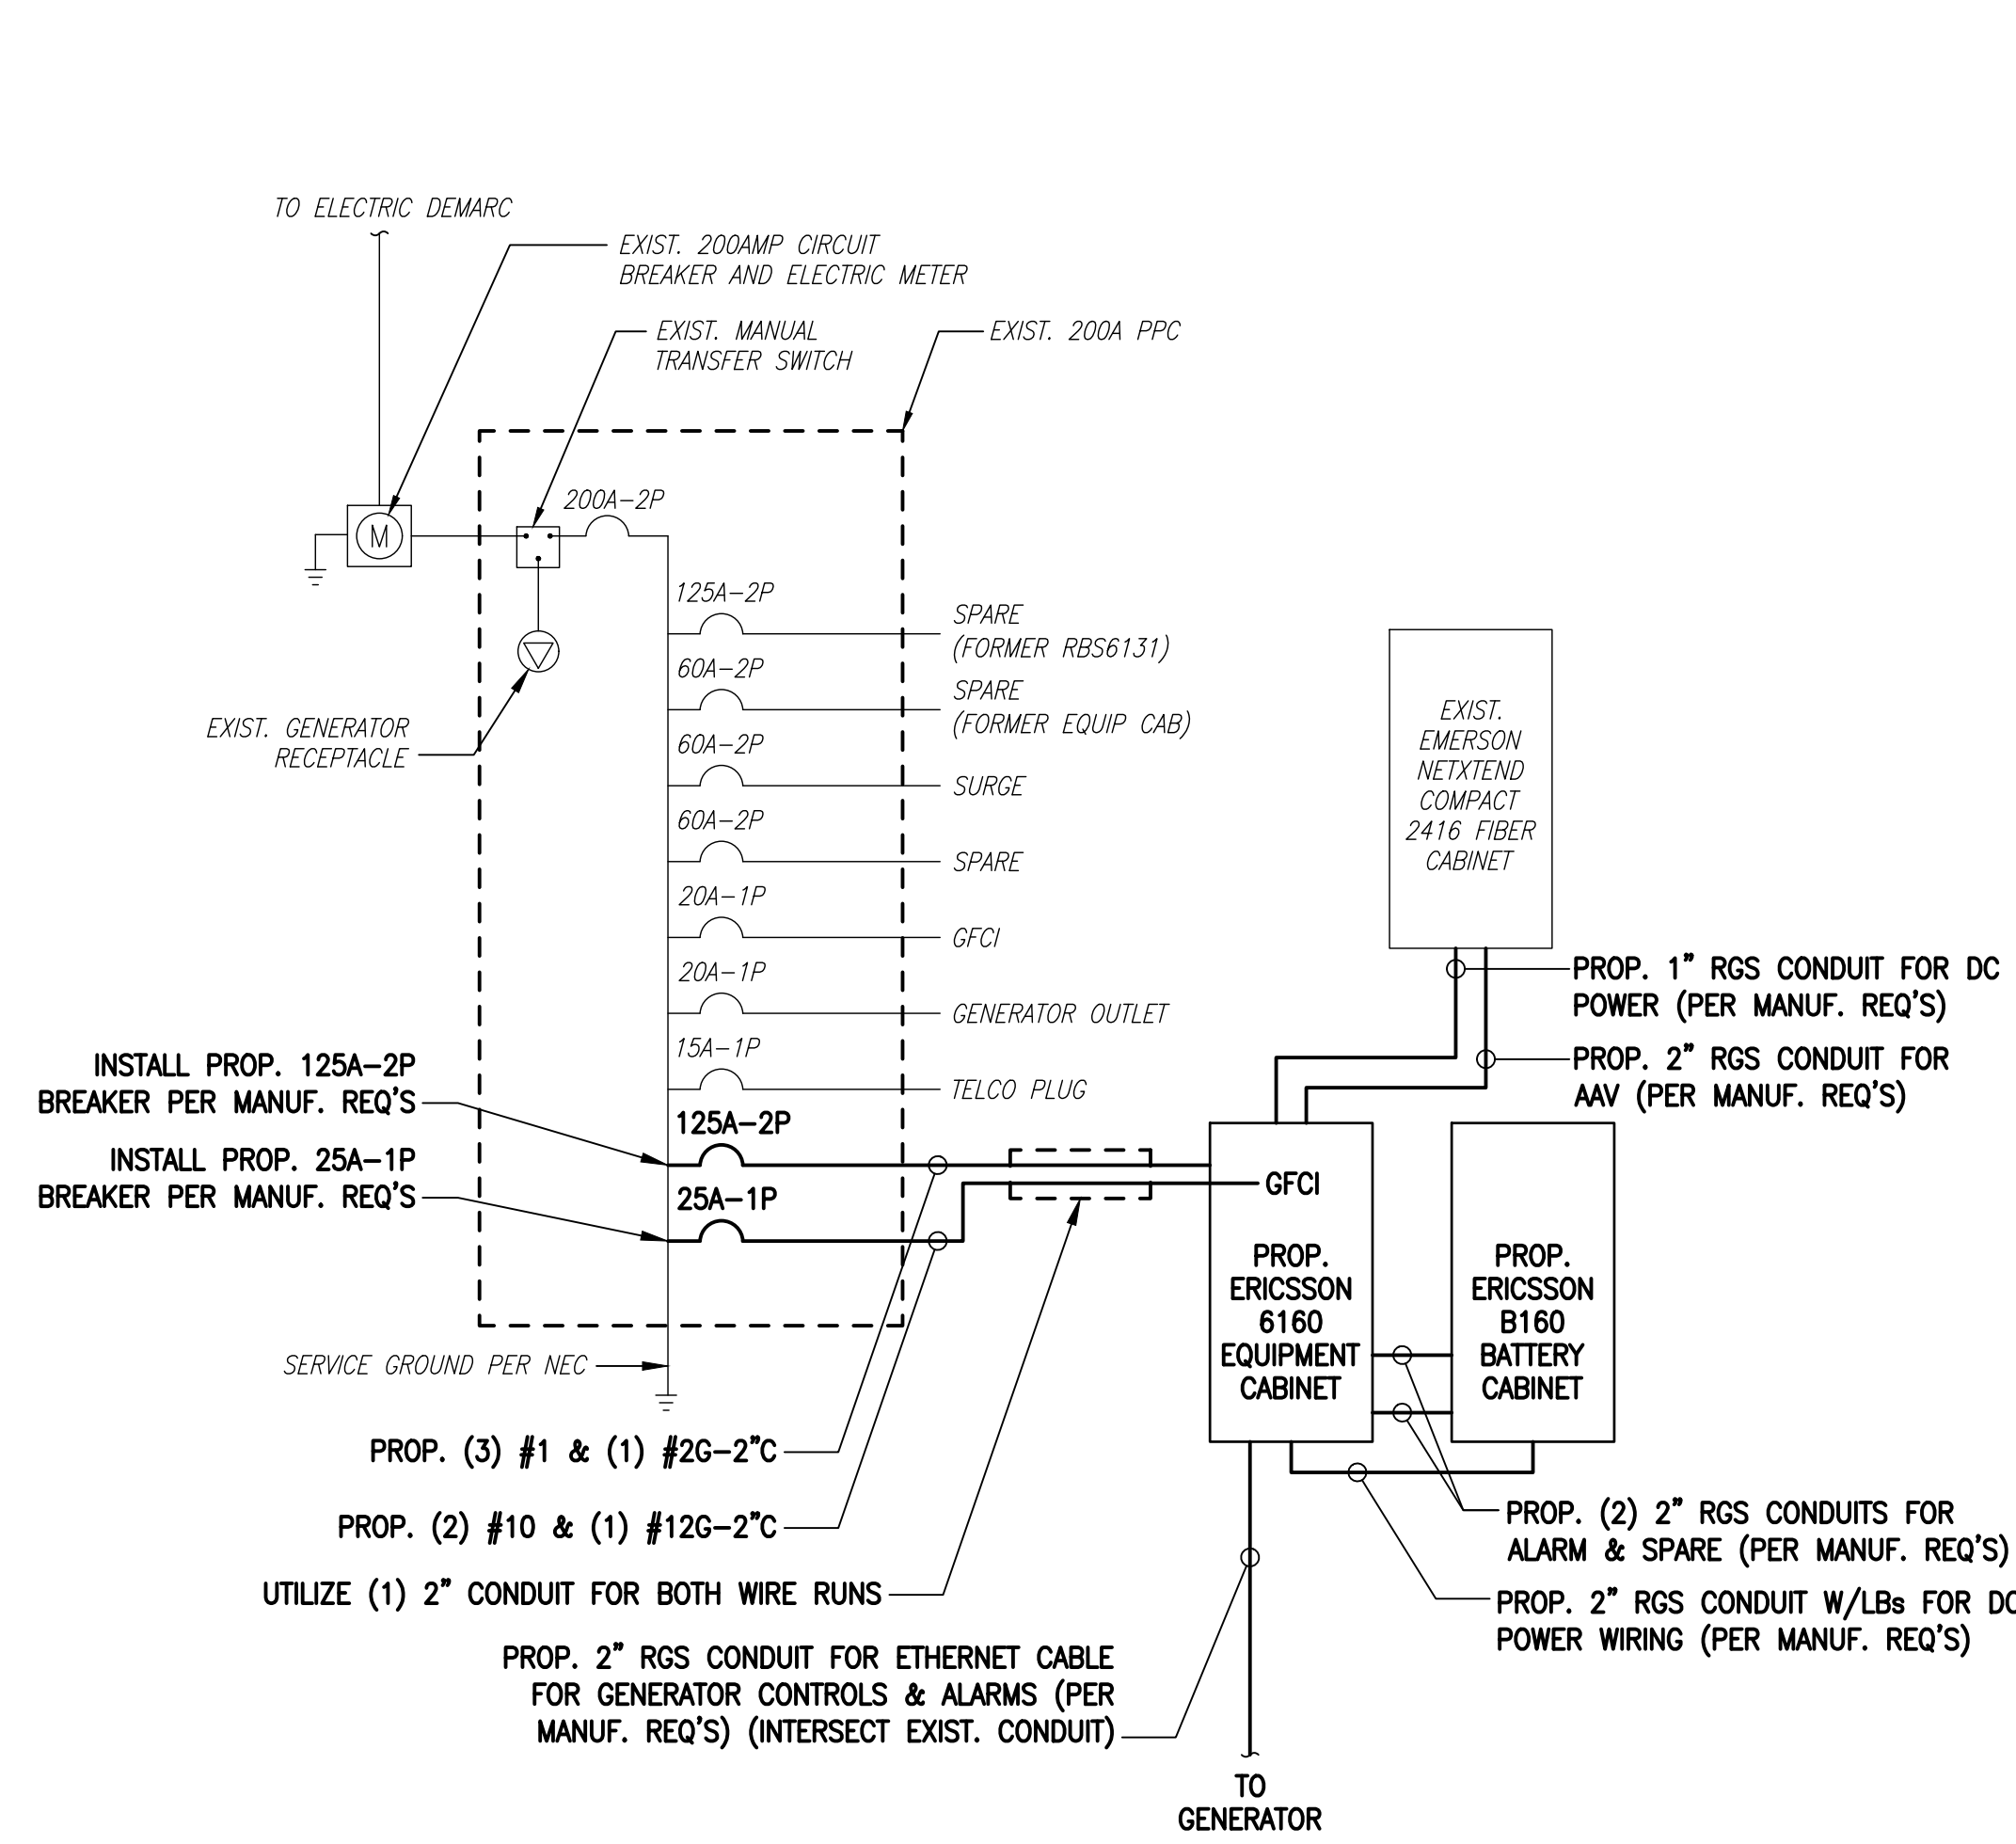 TO ELECTRIC DEMARC
EXIST. 200AMP CIRCUIT
BREAKER AND ELECTRIC METER
EXIST. MANUAL
TRANSFER SWITCH
EXIST. 200A PPC
200A-2P
M
125A-2P
SPARE
(FORMER RBS6131)
60A-2P
SPARE
(FORMER EQUIP CAB)
EXIST. GENERATOR
RECEPTACLE
60A-2P
SURGE
60A-2P
SPARE
20A-1P
GFCI
20A-1P
GENERATOR OUTLET
15A-1P
TELCO PLUG
EXIST.
EMERSON
NETXTEND
COMPACT
2416 FIBER
CABINET
PROP. 1" RGS CONDUIT FOR DC
POWER (PER MANUF. REQ'S)
PROP. 2" RGS CONDUIT FOR
AAV (PER MANUF. REQ'S)
INSTALL PROP. 125A-2P
BREAKER PER MANUF. REQ'S
125A-2P
INSTALL PROP. 25A-1P
BREAKER PER MANUF. REQ'S
25A-1P
GFCI
PROP.
ERICSSON
6160
EQUIPMENT
CABINET
PROP.
ERICSSON
B160
BATTERY
CABINET
SERVICE GROUND PER NEC
PROP. (3) #1 & (1) #2G-2"C
PROP. (2) #10 & (1) #12G-2"C
UTILIZE (1) 2" CONDUIT FOR BOTH WIRE RUNS
PROP. (2) 2" RGS CONDUITS FOR
ALARM & SPARE (PER MANUF. REQ'S)
PROP. 2" RGS CONDUIT W/LBs FOR DC
POWER WIRING (PER MANUF. REQ'S)
PROP. 2" RGS CONDUIT FOR ETHERNET CABLE
FOR GENERATOR CONTROLS & ALARMS (PER
MANUF. REQ'S) (INTERSECT EXIST. CONDUIT)
TO
GENERATOR